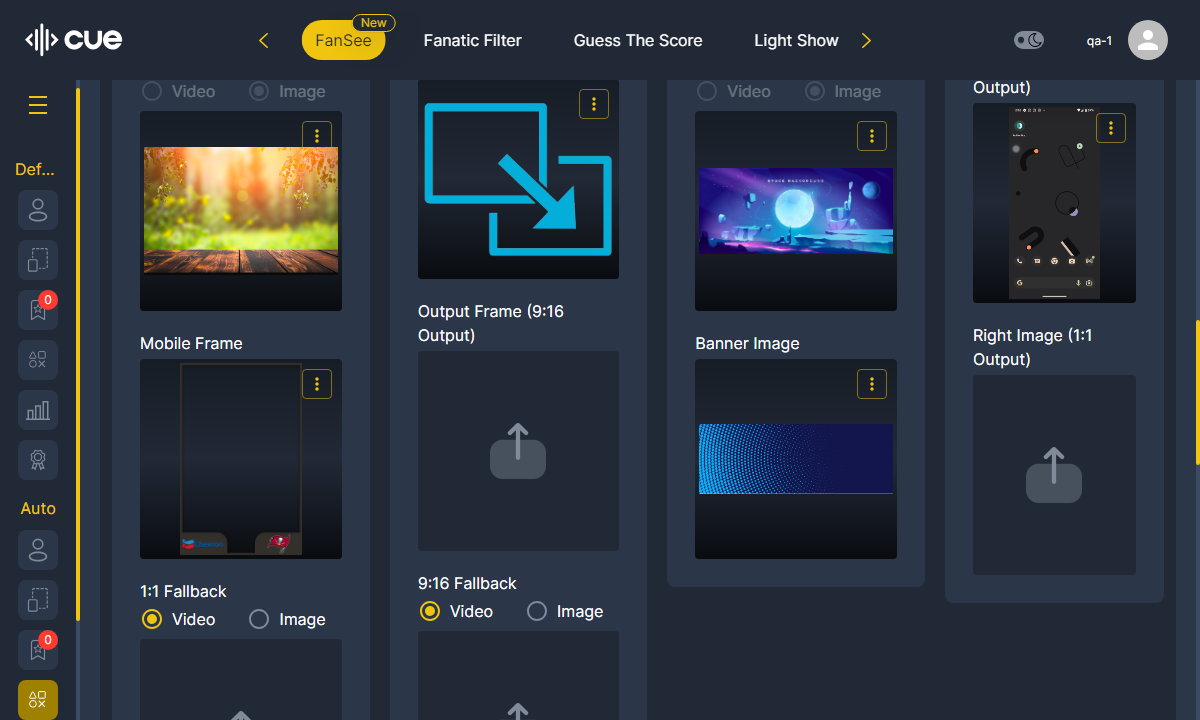 cue
FanSee
New
Fanatic Filter
Guess The Score
Light Show
qa-1
Def...
0
Auto
0
Video
Image
Mobile Frame
1:1 Fallback
Video
Image
Output Frame (9:16
Output)
9:16 Fallback
Video
Image
Video
Image
SPACE BACKGROUND
Banner Image
Output)
Right Image (1:1
Output)